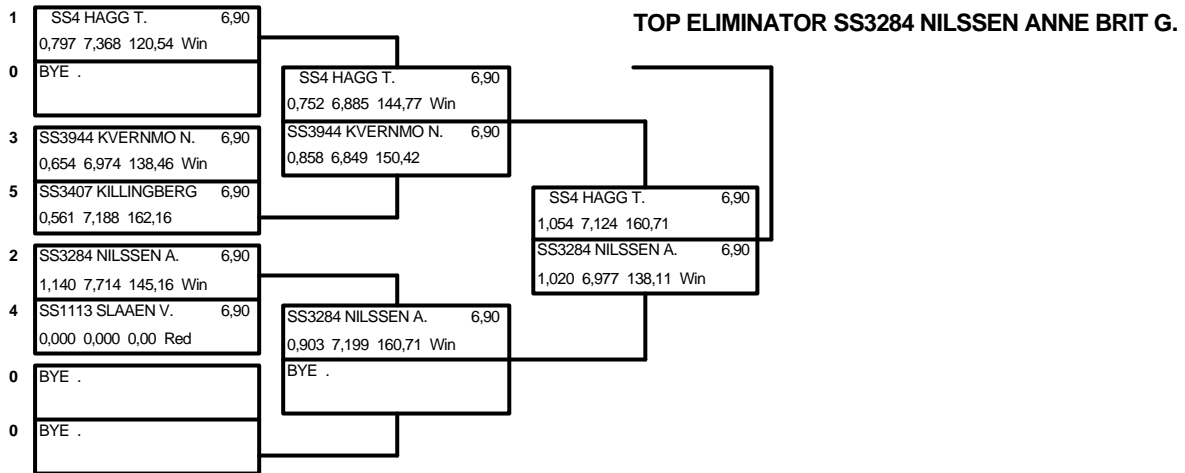 TOP ELIMINATOR SS3284 NILSSEN ANNE BRIT G.
1 SS4 HAGG T. 6,90
0,797 7,368 120,54 Win
0 BYE .
3 SS3944 KVERNMO N. 6,90
0,654 6,974 138,46 Win
5 SS3407 KILLINGBERG 6,90
0,561 7,188 162,16
2 SS3284 NILSSEN A. 6,90
1,140 7,714 145,16 Win
4 SS1113 SLAAEN V. 6,90
0,000 0,000 0,00 Red
0 BYE .
0 BYE .
SS4 HAGG T. 6,90
0,752 6,885 144,77 Win
SS3944 KVERNMO N. 6,90
0,858 6,849 150,42
SS3284 NILSSEN A. 6,90
0,903 7,199 160,71 Win
BYE .
SS4 HAGG T. 6,90
1,054 7,124 160,71
SS3284 NILSSEN A. 6,90
1,020 6,977 138,11 Win